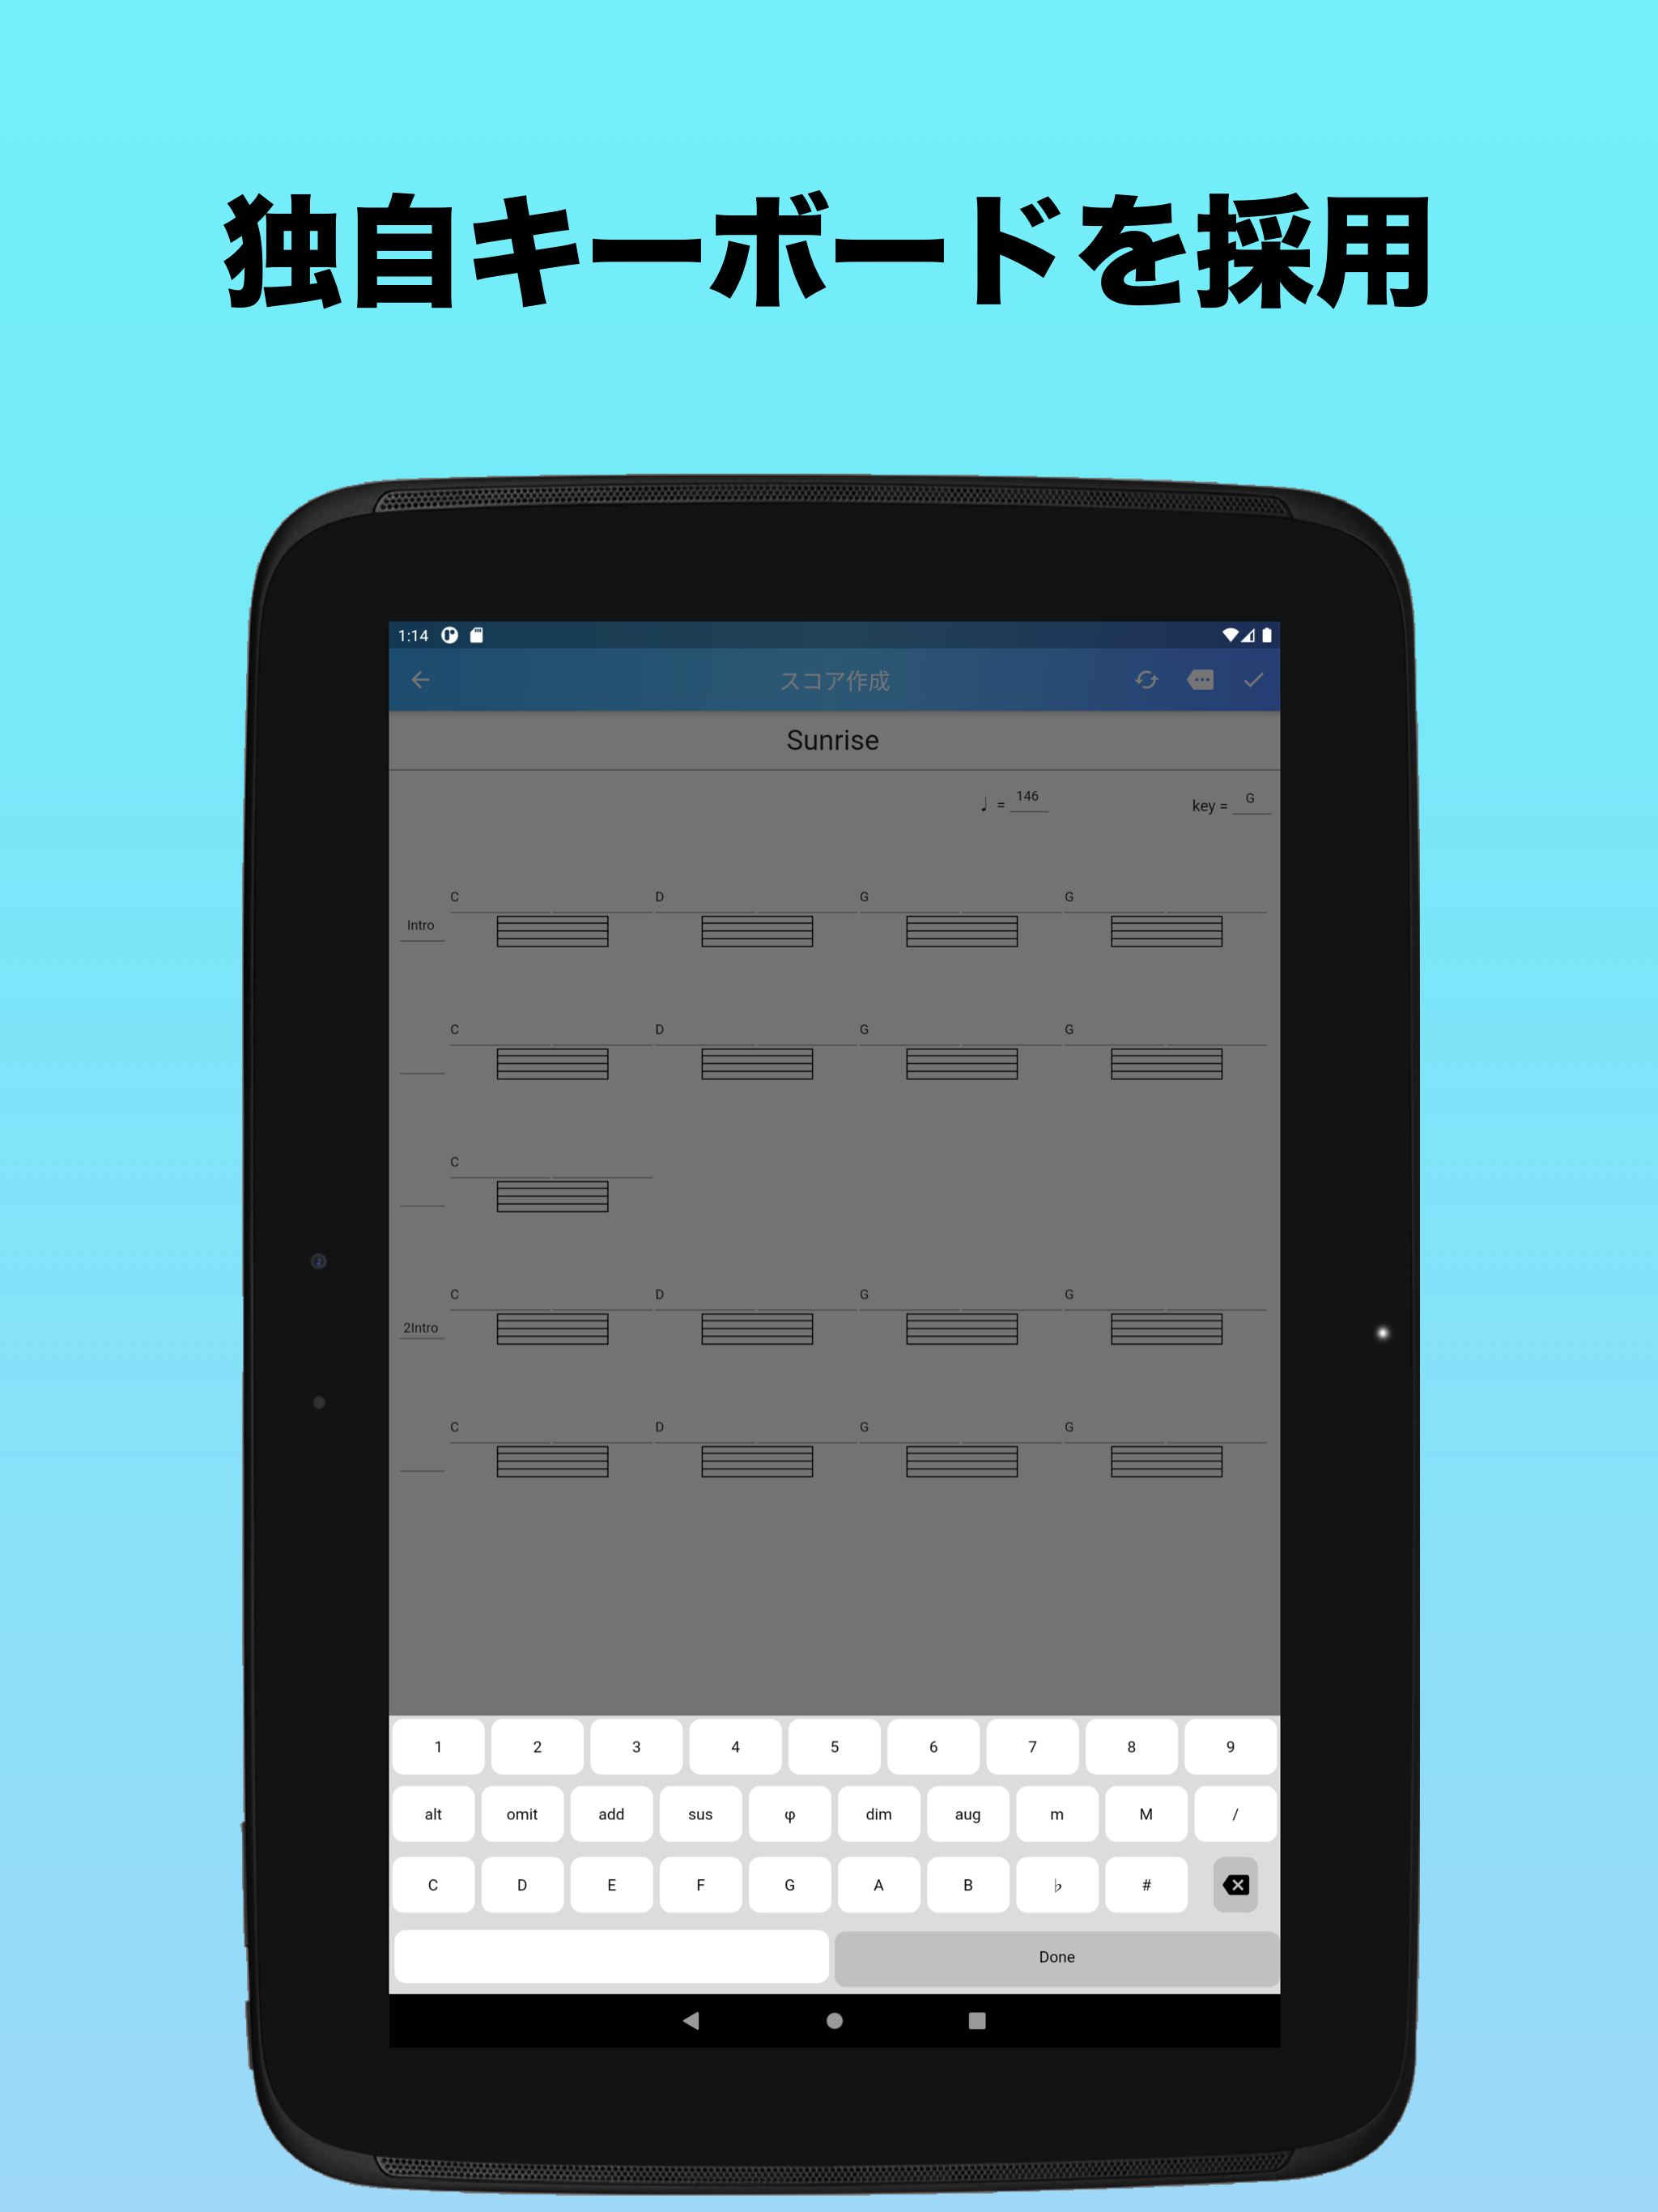 独自キーボードを採用
1:14
スコア作成
Sunrise
♩ = 146 key = G
C D G G
Intro
C D G G
C
C D G G
2Intro
C D G G
1 2 3 4 5 6 7 8 9
alt omit add sus φ dim aug m M /
C D E F G A B ♭ #
Done